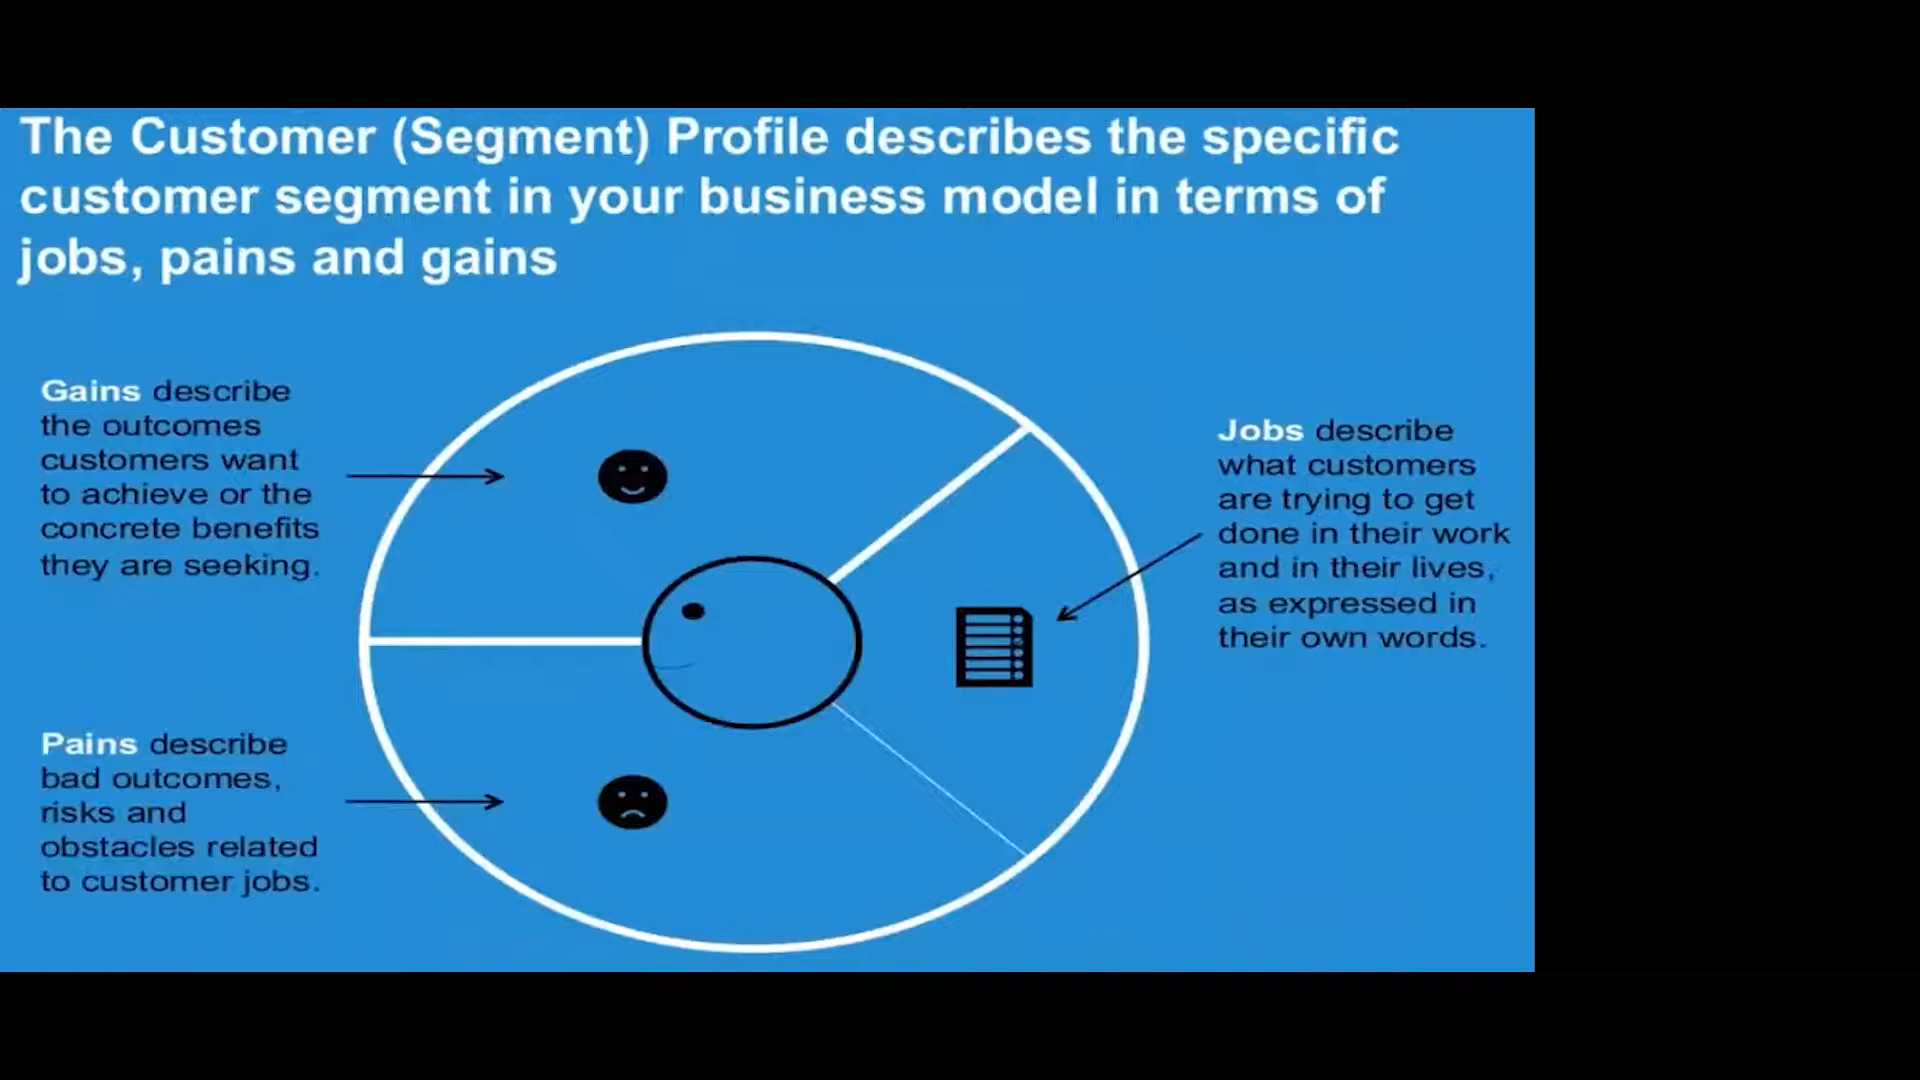 The Customer (Segment) Profile describes the specific
customer segment in your business model in terms of
jobs, pains and gains
Gains describe
the outcomes
customers want
to achieve or the
concrete benefits
they are seeking.
Jobs describe
what customers
are trying to get
done in their work
and in their lives,
as expressed in
their own words.
Pains describe
bad outcomes,
risks and
obstacles related
to customer jobs.